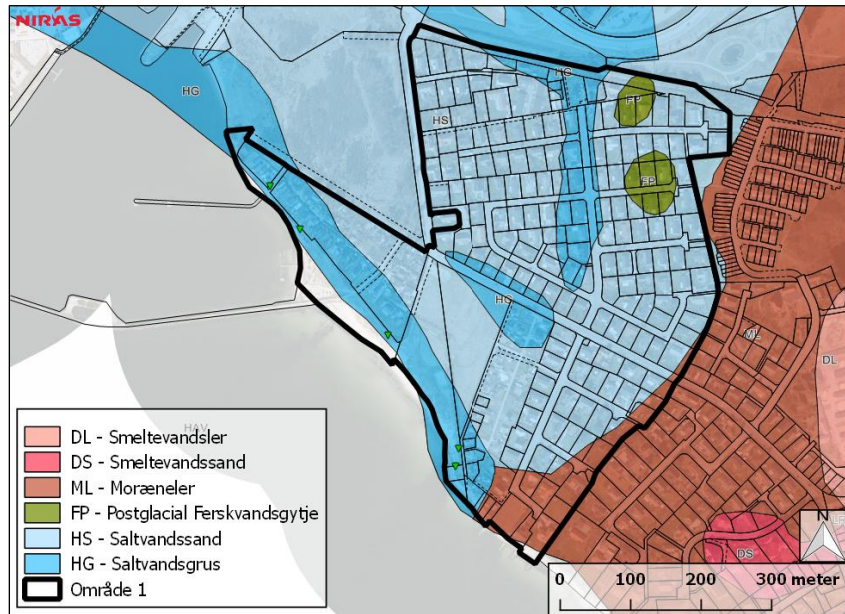 NIRÁS
HG
HG
HS
FP
FP
HG
ML
DL
HAV
DL - Smeltevandsler
DS - Smeltevandssand
ML - Moræneler
FP - Postglacial Ferskvandsgytje
HS - Saltvandssand
HG - Saltvandsgrus
Område 1
DS
N
0 100 200 300 meter